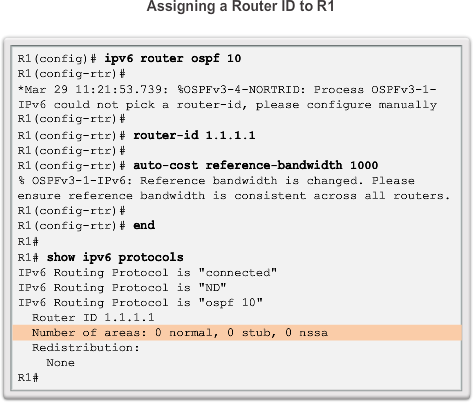 Assigning a Router ID to R1
R1(config)# ipv6 router ospf 10
R1(config-rtr)#
*Mar 29 11:21:53.739: %OSPFv3-4-NORTRID: Process OSPFv3-1-
IPv6 could not pick a router-id, please configure manually
R1(config-rtr)#
R1(config-rtr)# router-id 1.1.1.1
R1(config-rtr)#
R1(config-rtr)# auto-cost reference-bandwidth 1000
% OSPFv3-1-IPv6: Reference bandwidth is changed. Please
ensure reference bandwidth is consistent across all routers.
R1(config-rtr)#
R1(config-rtr)# end
R1#
R1# show ipv6 protocols
IPv6 Routing Protocol is "connected"
IPv6 Routing Protocol is "ND"
IPv6 Routing Protocol is "ospf 10"
Router ID 1.1.1.1
Number of areas: 0 normal, 0 stub, 0 nssa
Redistribution:
None
R1#